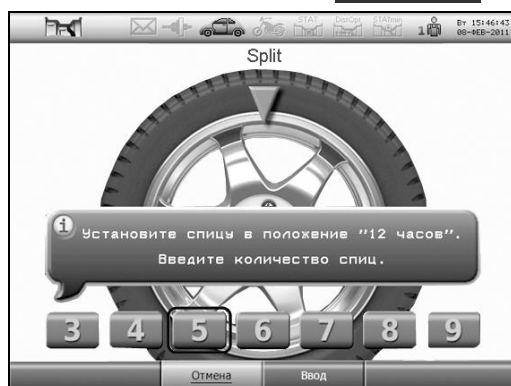 STAT DistOpt STATmin
1 Вт 15:46:43
08-ФЕВ-2011
Split
Установите спицу в положение "12 часов".
Введите количество спиц.
3 4 5 6 7 8 9
Отмена Ввод